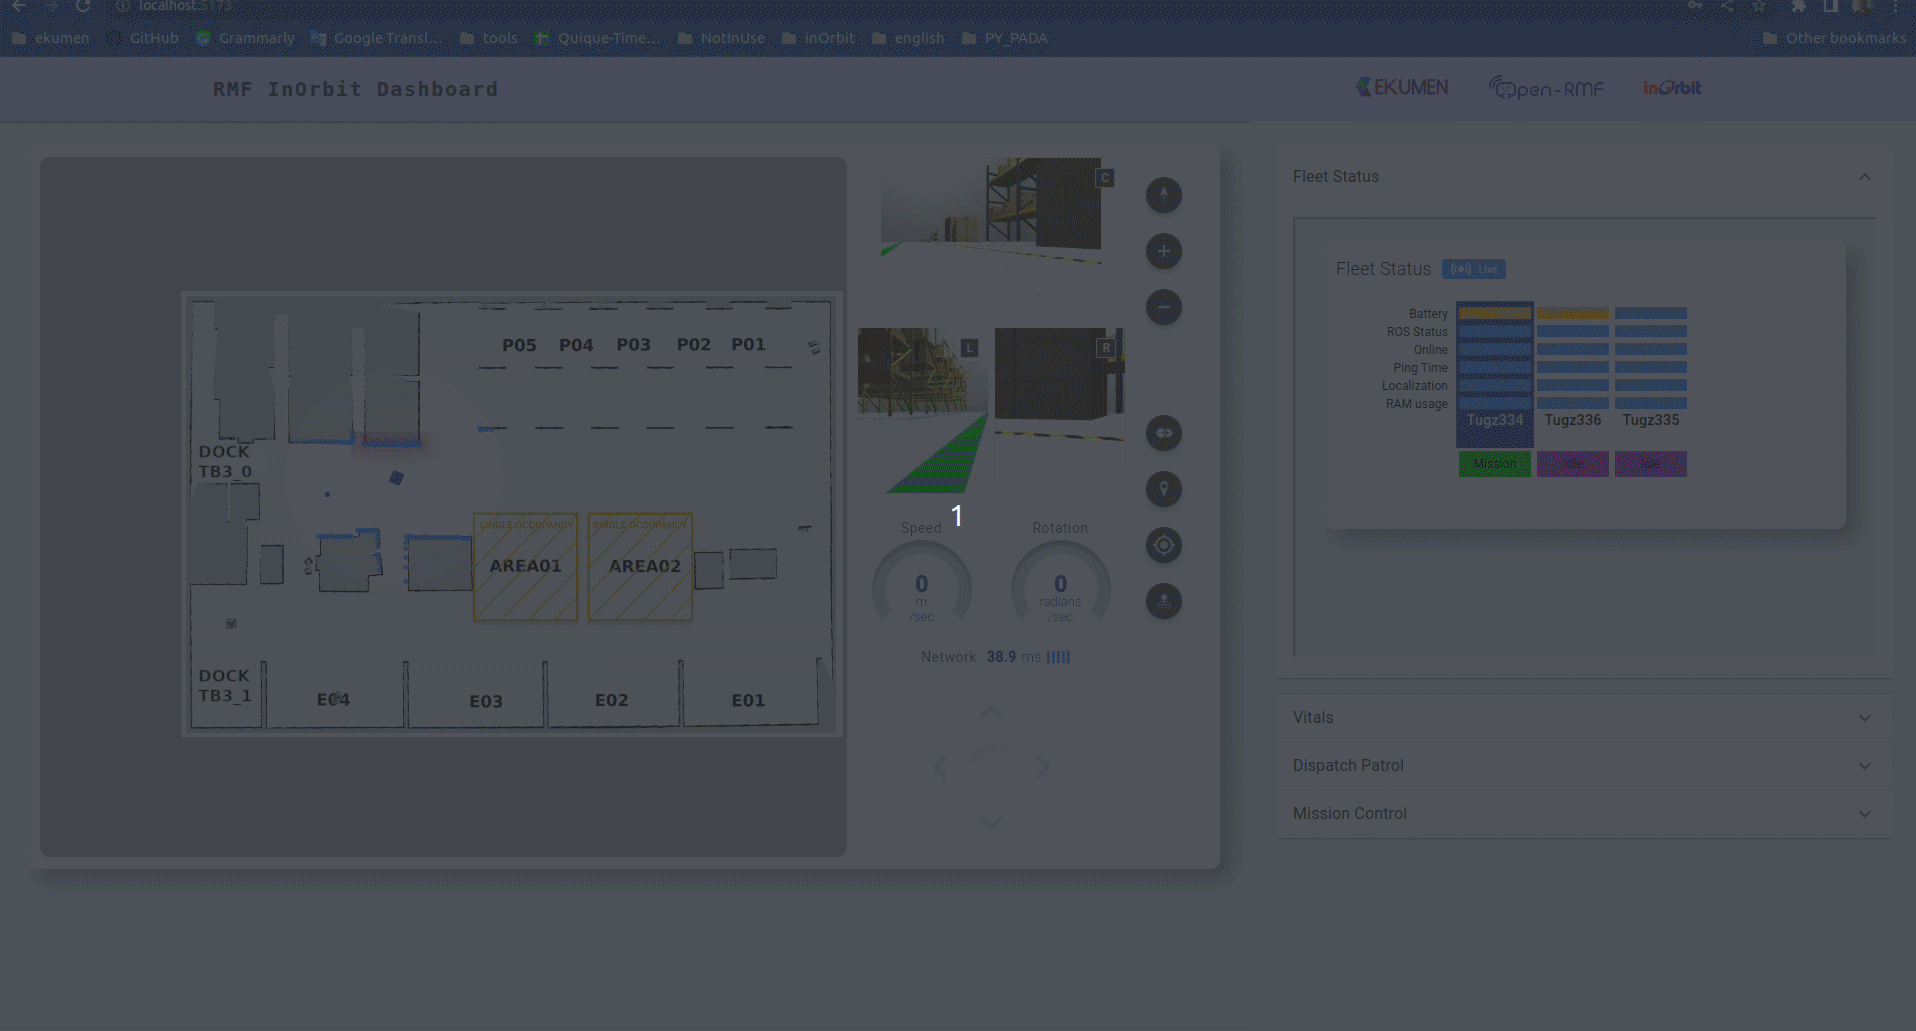 localhost:5173
ekumen GitHub Grammarly Google Transl... tools Quique-Time... NotInUse inOrbit english PY_PADA Other bookmarks
RMF InOrbit Dashboard
EKUMEN Open-RMF inOrbit
C
L
R
P05 P04 P03 P02 P01
DOCK
TB3_0
SINGLE OCCUPANCY SINGLE OCCUPANCY
AREA01 AREA02
DOCK
TB3_1
E04 E03 E02 E01
1
Speed Rotation
0 0
m radians
/sec /sec
Network 38.9 ms
Fleet Status
Fleet Status Live
Battery
ROS Status
Online
Ping Time
Localization
RAM usage
Tugz334 Tugz336 Tugz335
Mission Idle Idle
Vitals
Dispatch Patrol
Mission Control